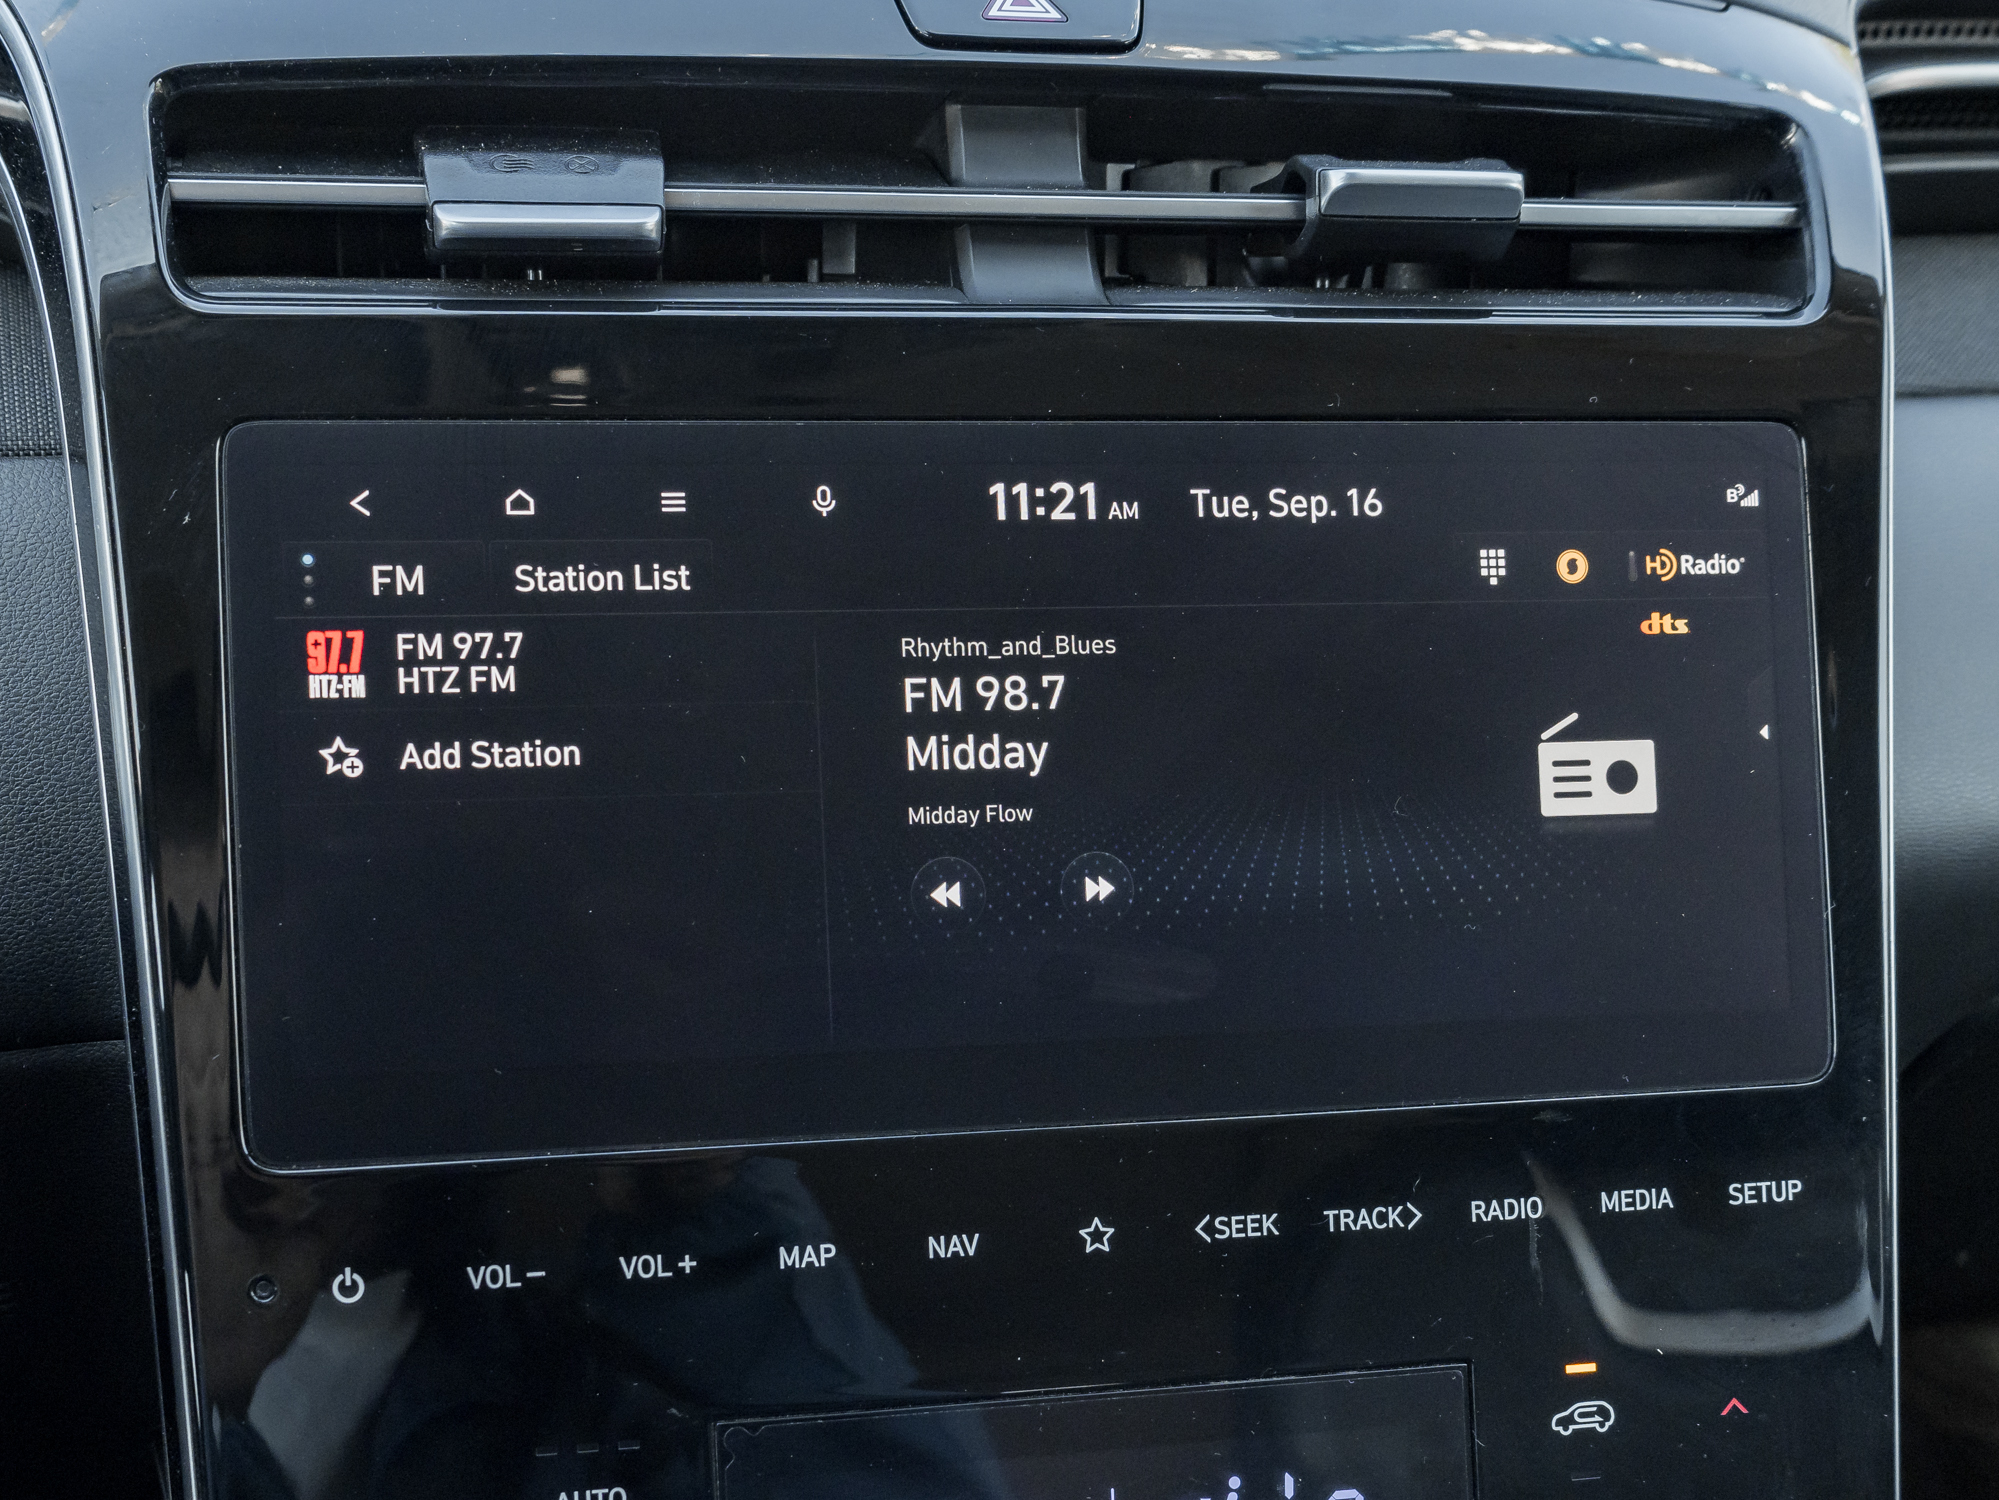 11:21 AM Tue, Sep. 16
FM Station List
HD Radio
dts
97.7
HTZ-FM
FM 97.7
HTZ FM
Add Station
Rhythm_and_Blues
FM 98.7
Midday
Midday Flow
VOL− VOL+ MAP NAV <SEEK TRACK> RADIO MEDIA SETUP
AUTO